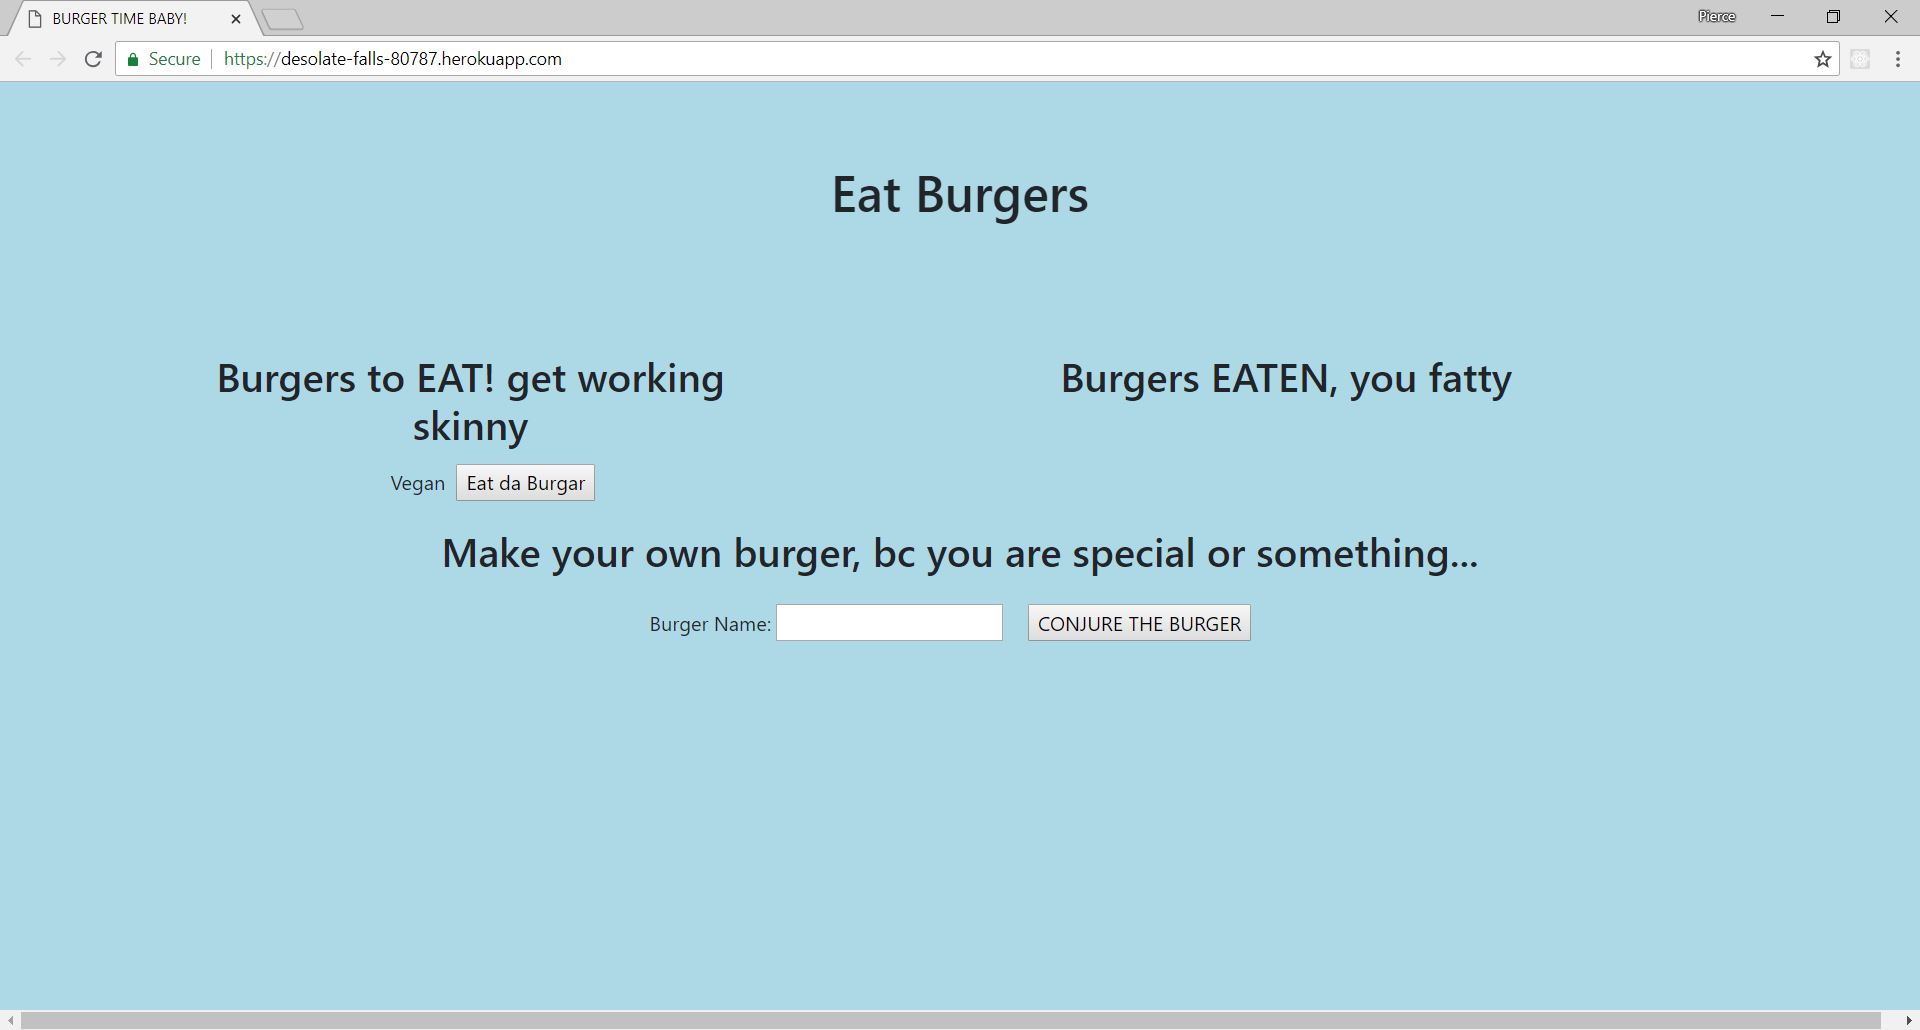 BURGER TIME BABY!
Pierce
Secure
https://desolate-falls-80787.herokuapp.com
Eat Burgers
Burgers to EAT! get working
skinny
Burgers EATEN, you fatty
Vegan
Eat da Burgar
Make your own burger, bc you are special or something...
Burger Name:
CONJURE THE BURGER